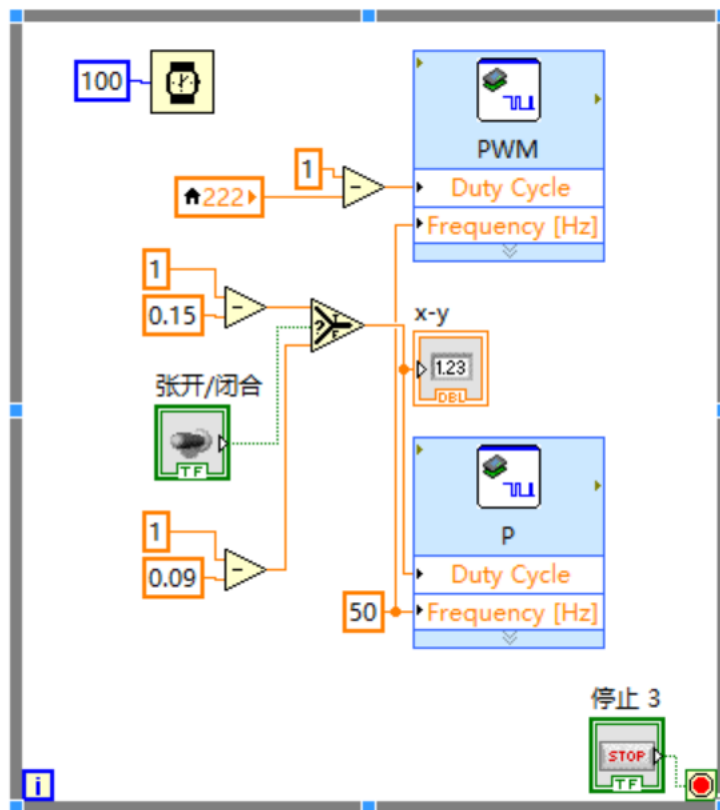 100
PWM
1
222
Duty Cycle
Frequency [Hz]
1
0.15
x-y
1.23
DBL
张开/闭合
TF
P
1
0.09
Duty Cycle
50
Frequency [Hz]
停止 3
STOP
TF
i